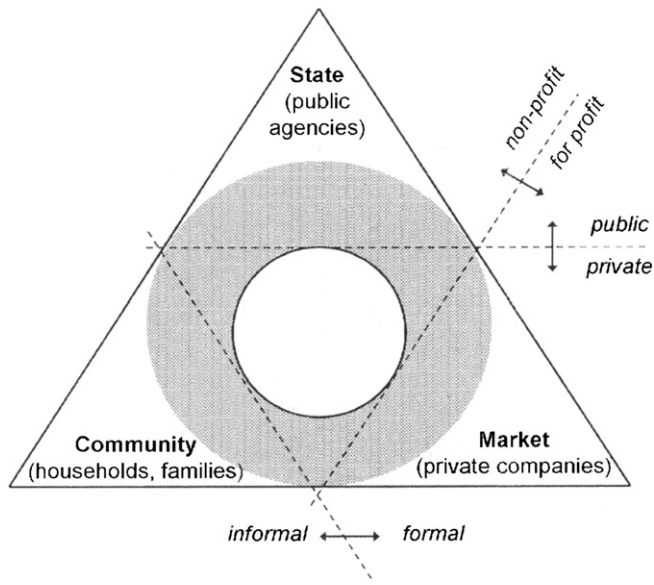 State
(public
agencies)
non-profit
for profit
public
private
Community
(households, families)
Market
(private companies)
informal
formal